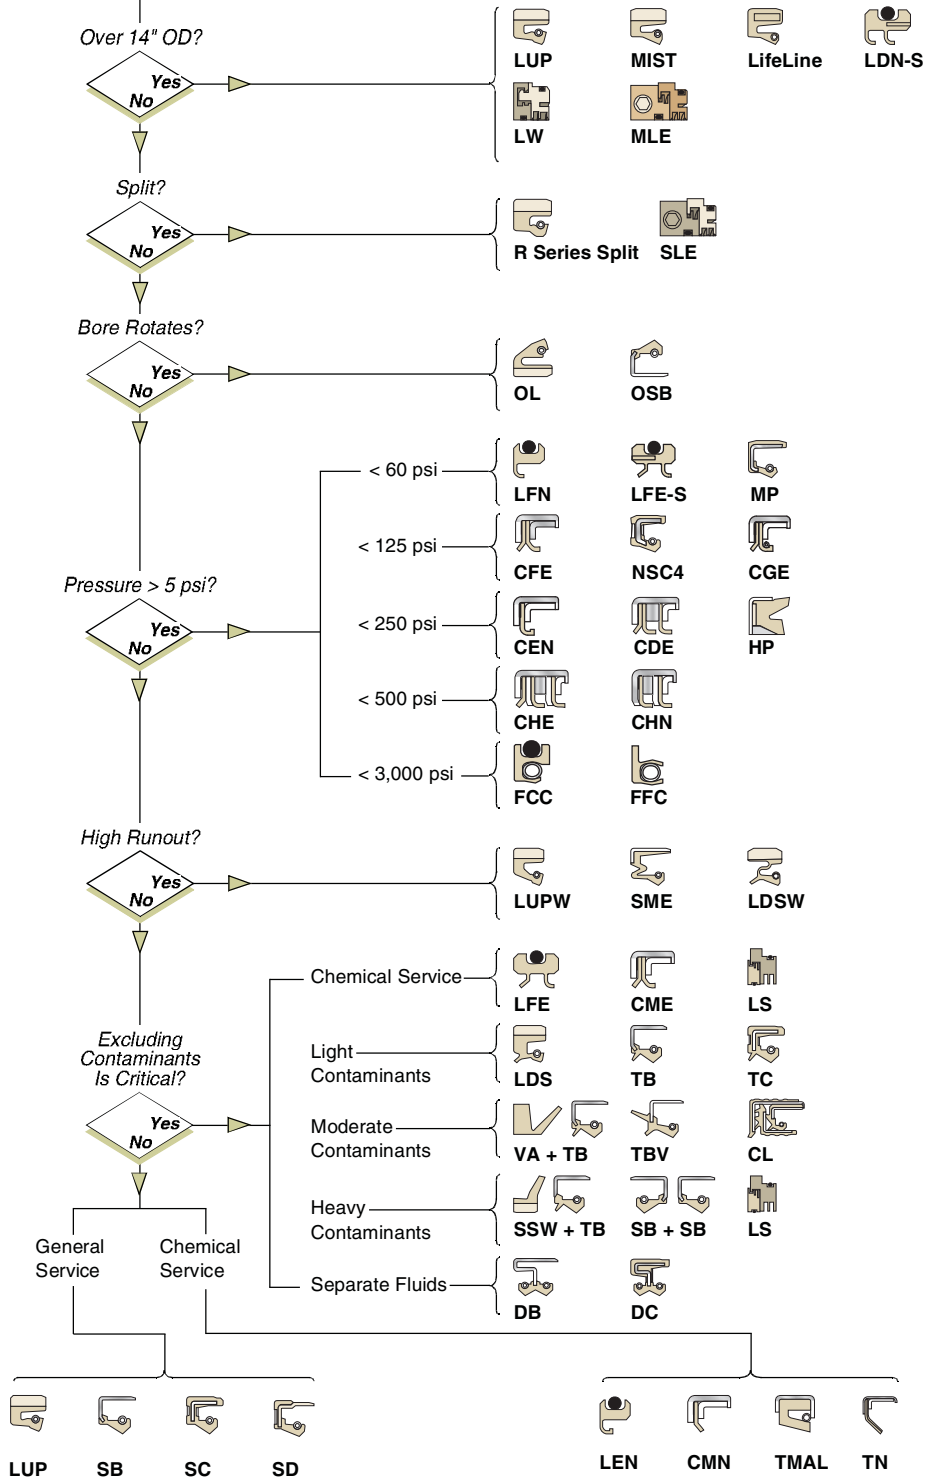 Over 14" OD?
Yes
No
LUP MIST LifeLine LDN-S
LW MLE
Split?
Yes
No
R Series Split SLE
Bore Rotates?
Yes
No
OL OSB
< 60 psi
LFN LFE-S MP
< 125 psi
CFE NSC4 CGE
Pressure > 5 psi?
Yes
No
< 250 psi
CEN CDE HP
< 500 psi
CHE CHN
< 3,000 psi
FCC FFC
High Runout?
Yes
No
LUPW SME LDSW
Excluding
Contaminants
Is Critical?
Yes
No
Chemical Service
LFE CME LS
Light
Contaminants
LDS TB TC
Moderate
Contaminants
VA + TB TBV CL
Heavy
Contaminants
SSW + TB SB + SB LS
Separate Fluids
DB DC
General
Service
Chemical
Service
LUP SB SC SD
LEN CMN TMAL TN